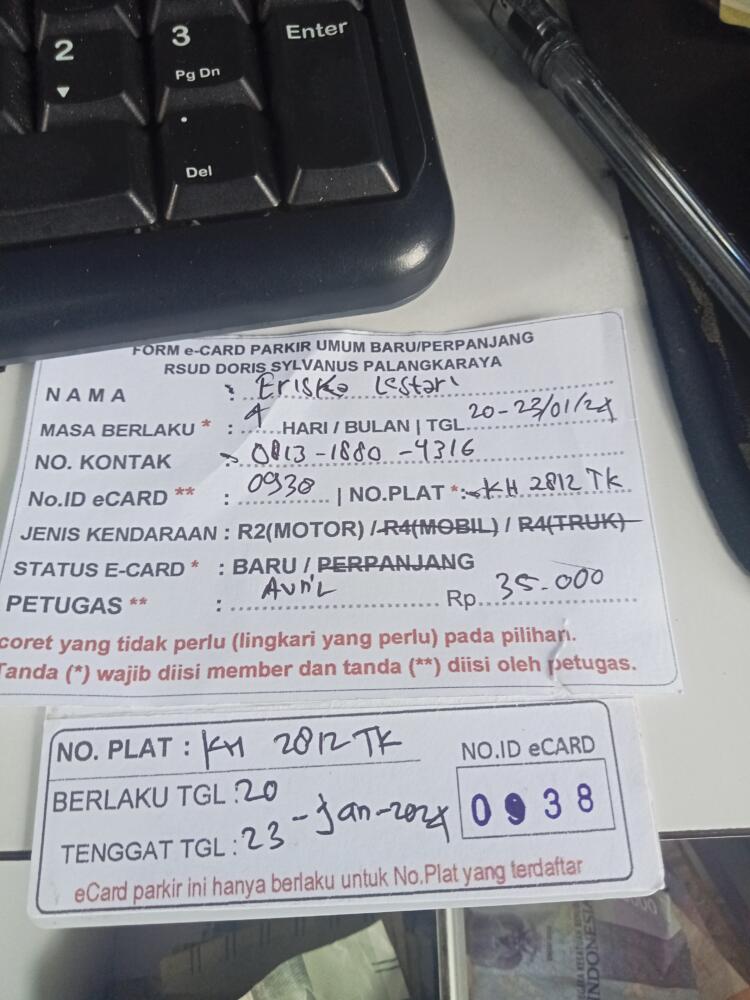 2
3
Pg Dn
Enter
.
Del
FORM e-CARD PARKIR UMUM BARU/PERPANJANG
RSUD DORIS SYLVANUS PALANGKARAYA
NAMA : Eriska Lestari
MASA BERLAKU * : 4 HARI / BULAN | TGL 20-23/01/24
NO. KONTAK : 0813-1880-4316
No.ID eCARD ** : 0938 | NO.PLAT *: KH 2812 TK
JENIS KENDARAAN : R2(MOTOR) / R4(MOBIL) / R4(TRUK)
STATUS E-CARD * : BARU / PERPANJANG
PETUGAS ** : Avril Rp. 35.000
coret yang tidak perlu (lingkari yang perlu) pada pilihan.
Tanda (*) wajib diisi member dan tanda (**) diisi oleh petugas.
NO. PLAT : KH 2812 TK
NO.ID eCARD
BERLAKU TGL : 20
0938
TENGGAT TGL : 23 - Jan - 2024
eCard parkir ini hanya berlaku untuk No.Plat yang terdaftar
INDONESIA